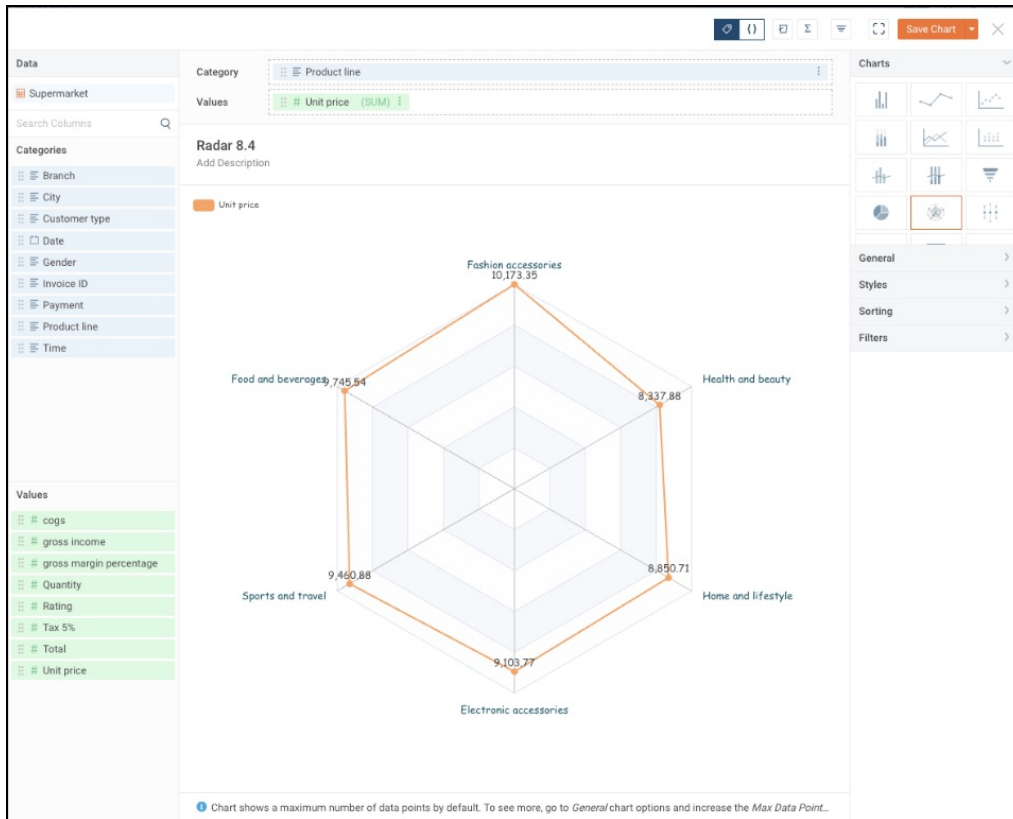 {} Σ Save Chart
Data
Supermarket
Search Columns
Categories
Branch
City
Customer type
Date
Gender
Invoice ID
Payment
Product line
Time
Values
# cogs
# gross income
# gross margin percentage
# Quantity
# Rating
# Tax 5%
# Total
# Unit price
Category Product line
Values # Unit price (SUM)
Radar 8.4
Add Description
Unit price
Fashion accessories
10,173.35
Food and beverages 9,745.54
Health and beauty
8,337.88
9,460.88
Sports and travel
8,850.71
Home and lifestyle
9,103.77
Electronic accessories
Chart shows a maximum number of data points by default. To see more, go to General chart options and increase the Max Data Point...
Charts
General
Styles
Sorting
Filters